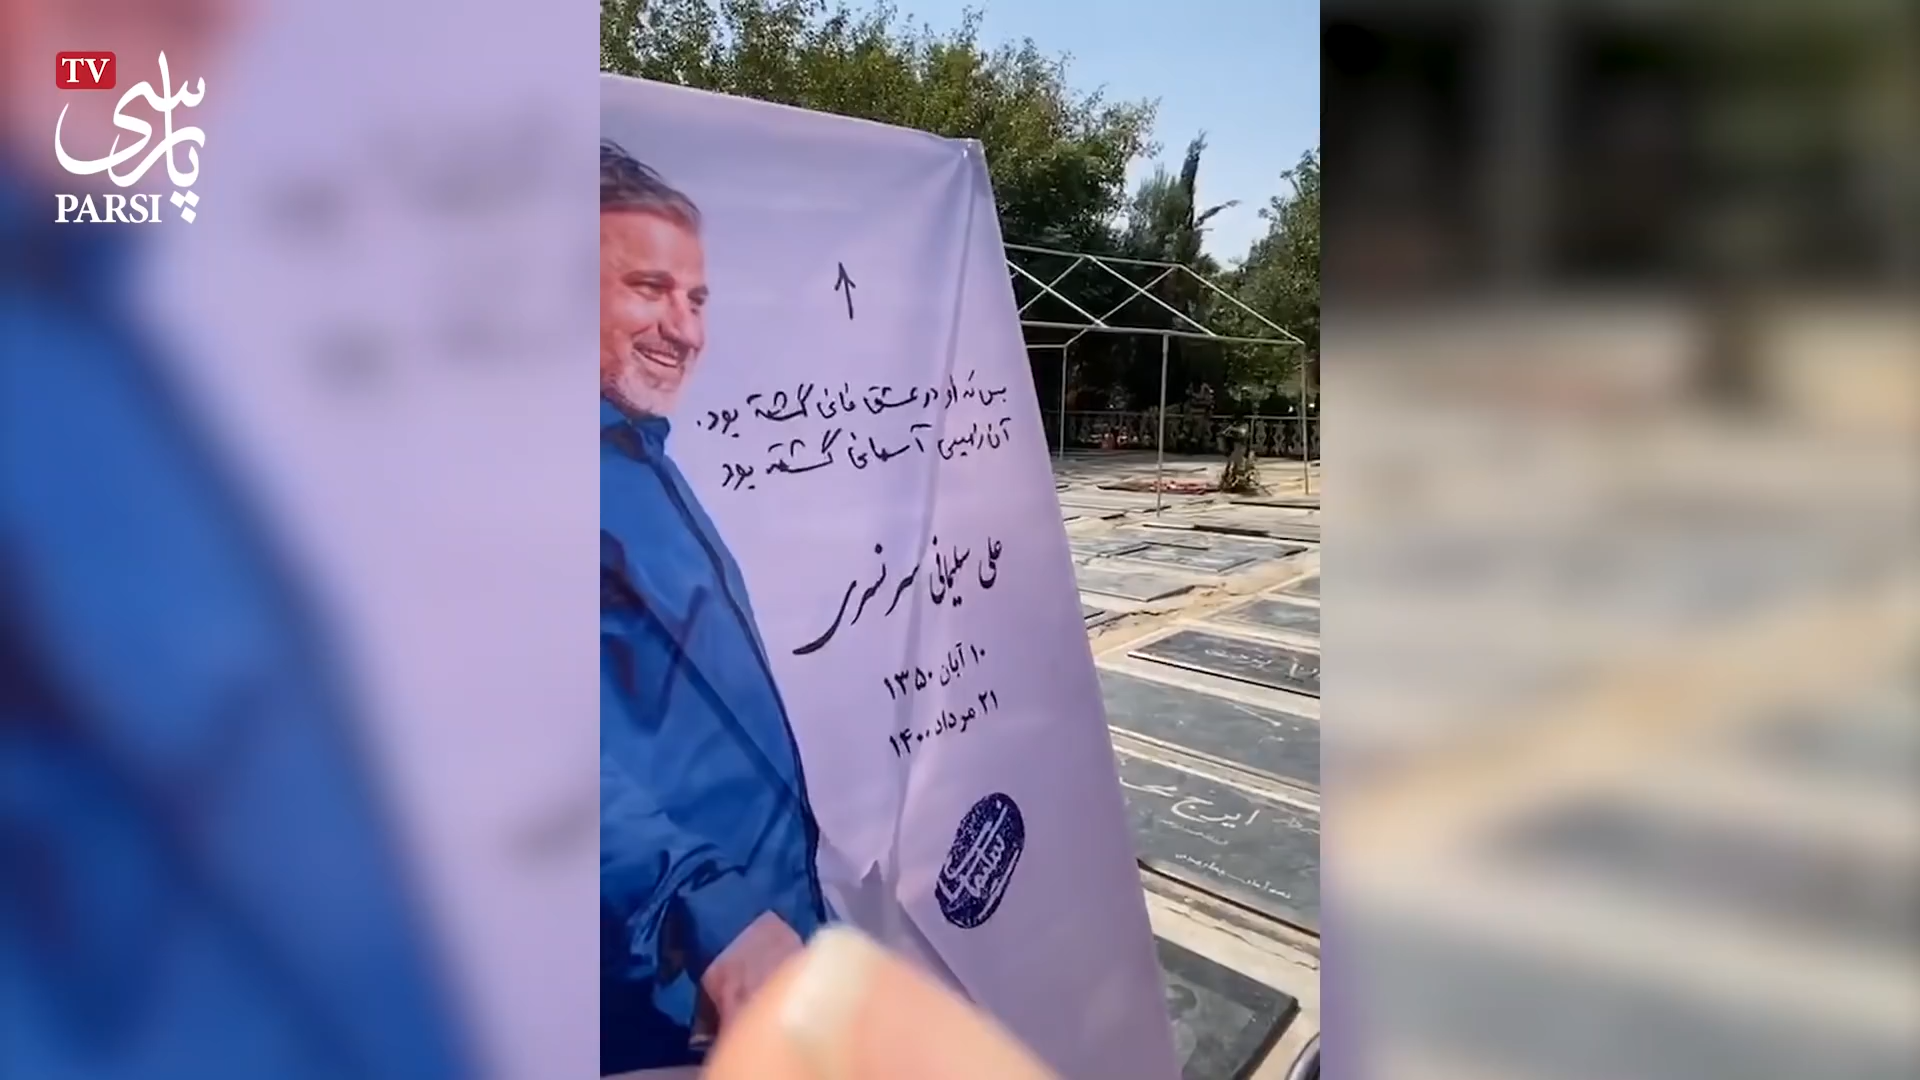 TV
پارسی
PARSI
بس که او در عشق فانی گشته بود.
آن زمینی آسمانی گشته بود
علی سلیمانی سرنسری
۱۰ آبان ۱۳۵۰
۲۱ مرداد ۱۴۰۰
ایرج